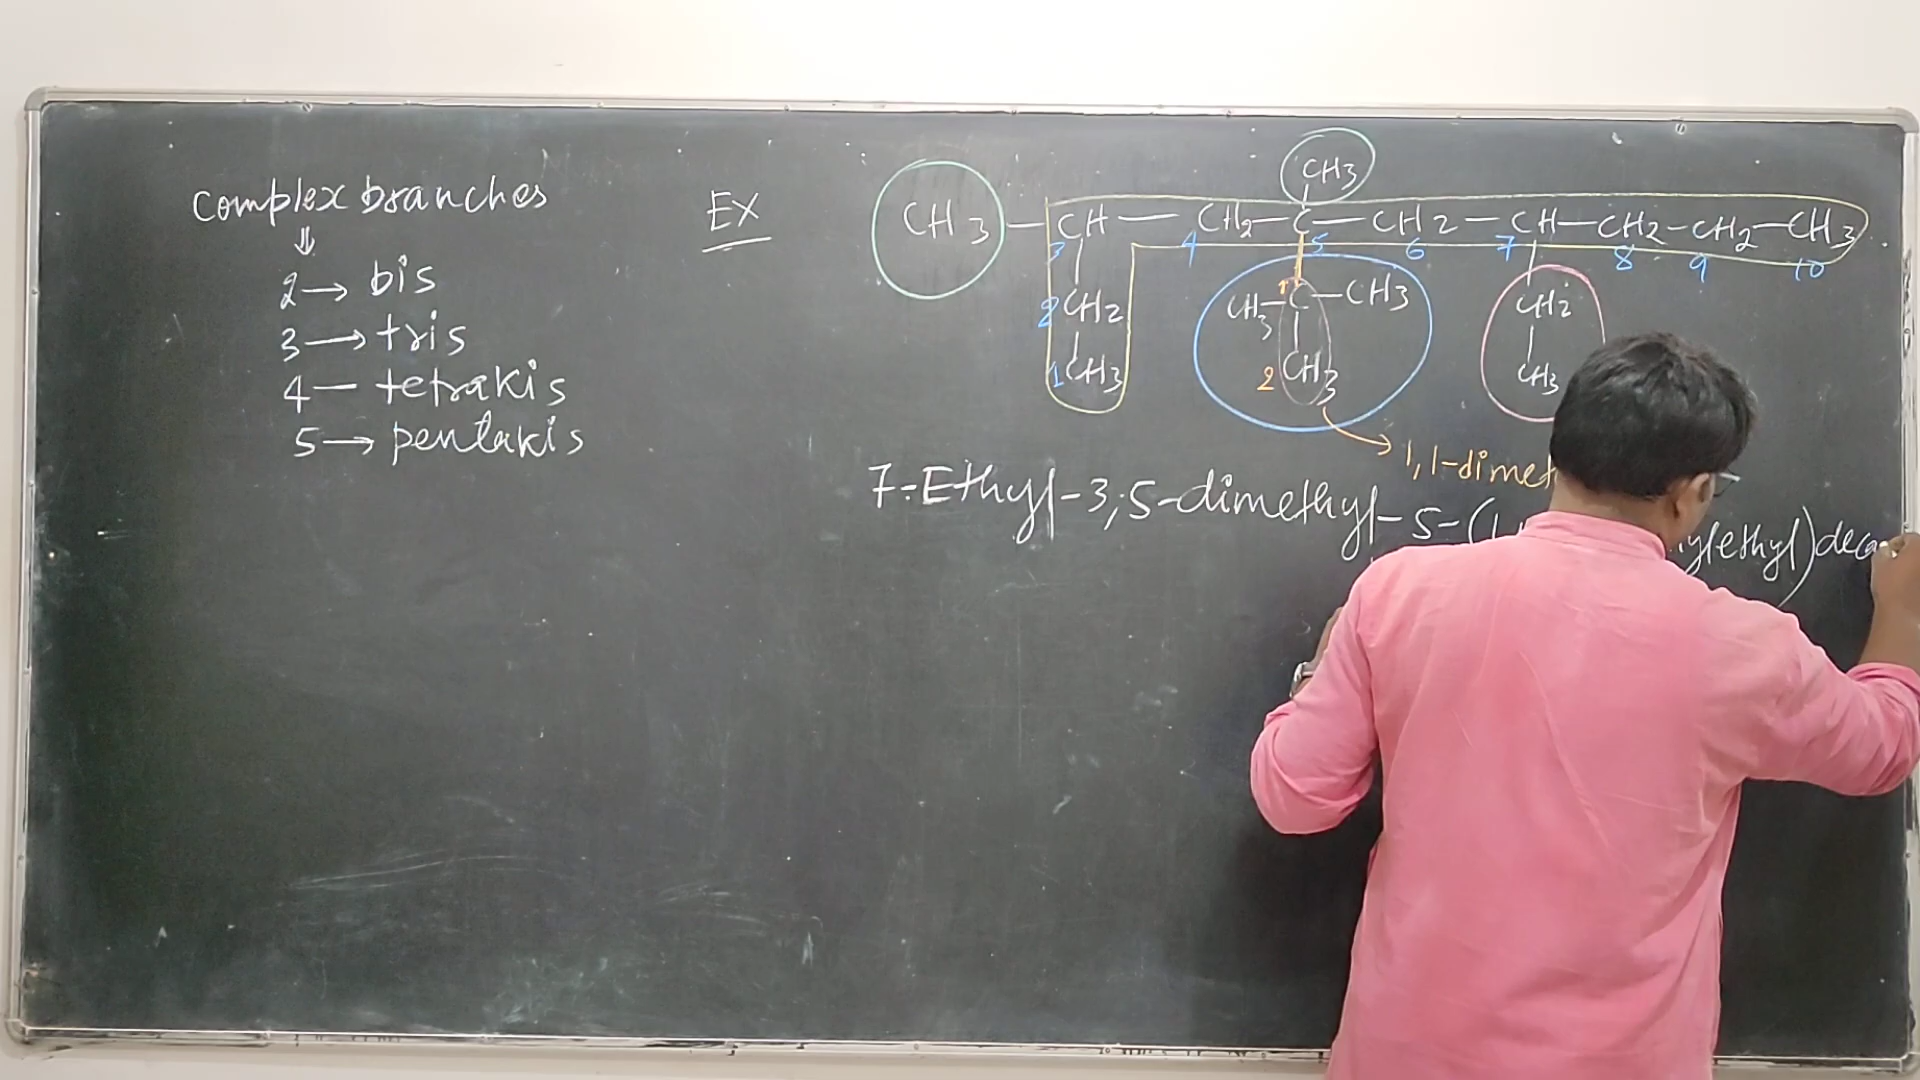 complex branches
⇓
2 → bis
3 → tris
4 — tetrakis
5 → pentakis
EX
CH3
CH3 — CH — CH2 — C — CH2 — CH — CH2 — CH2 — CH3
3 4 5 6 7 8 9 10
2 CH2 CH3 — 1 C — CH3 CH2
1 CH3 2 CH3 CH3
→ 1,1-dimet
7-Ethyl-3,5-dimethyl-5-(1, ylethyl)deca